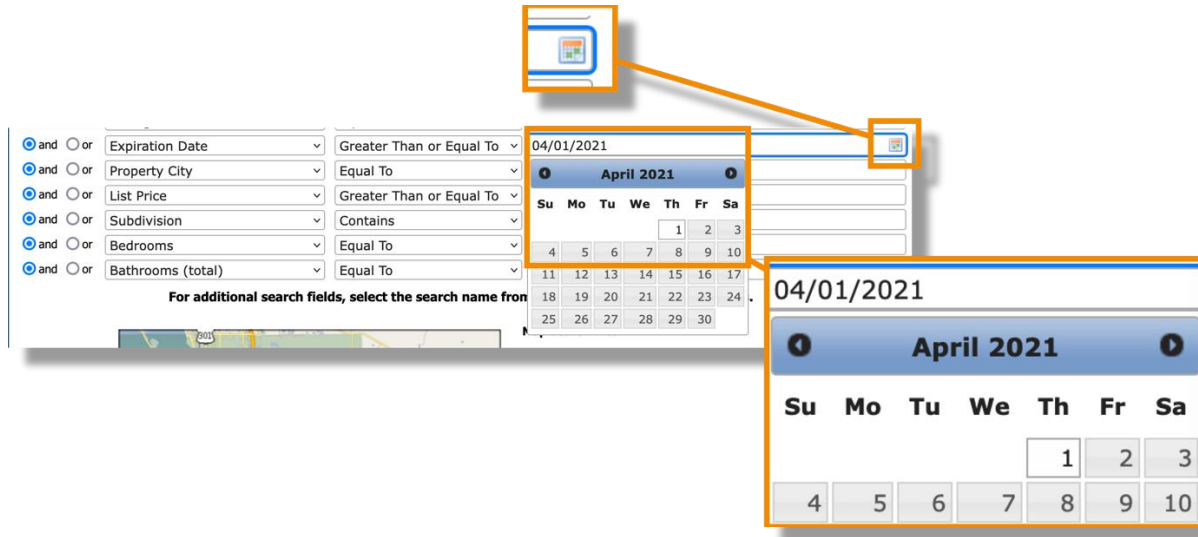 and or Expiration Date Greater Than or Equal To 04/01/2021
and or Property City Equal To
and or List Price Greater Than or Equal To
and or Subdivision Contains
and or Bedrooms Equal To
and or Bathrooms (total) Equal To
April 2021
Su Mo Tu We Th Fr Sa
1 2 3
4 5 6 7 8 9 10
11 12 13 14 15 16 17
18 19 20 21 22 23 24
25 26 27 28 29 30
For additional search fields, select the search name from
301
04/01/2021
April 2021
Su Mo Tu We Th Fr Sa
1 2 3
4 5 6 7 8 9 10